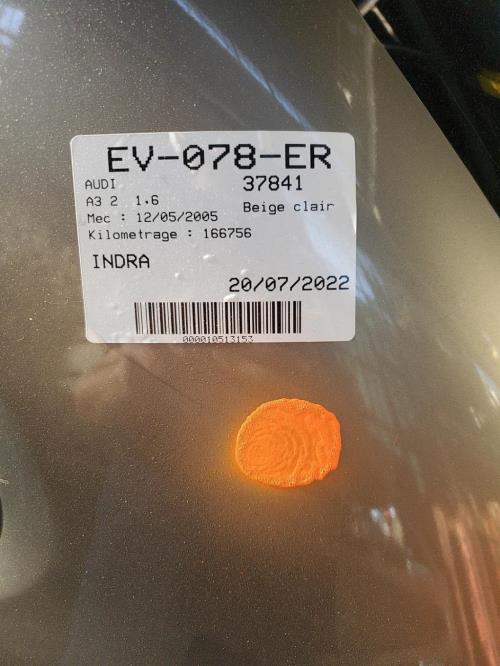 EV-078-ER
AUDI 37841
A3 2 1.6 Beige clair
Mec : 12/05/2005
Kilometrage : 166756
INDRA
20/07/2022
000010513153